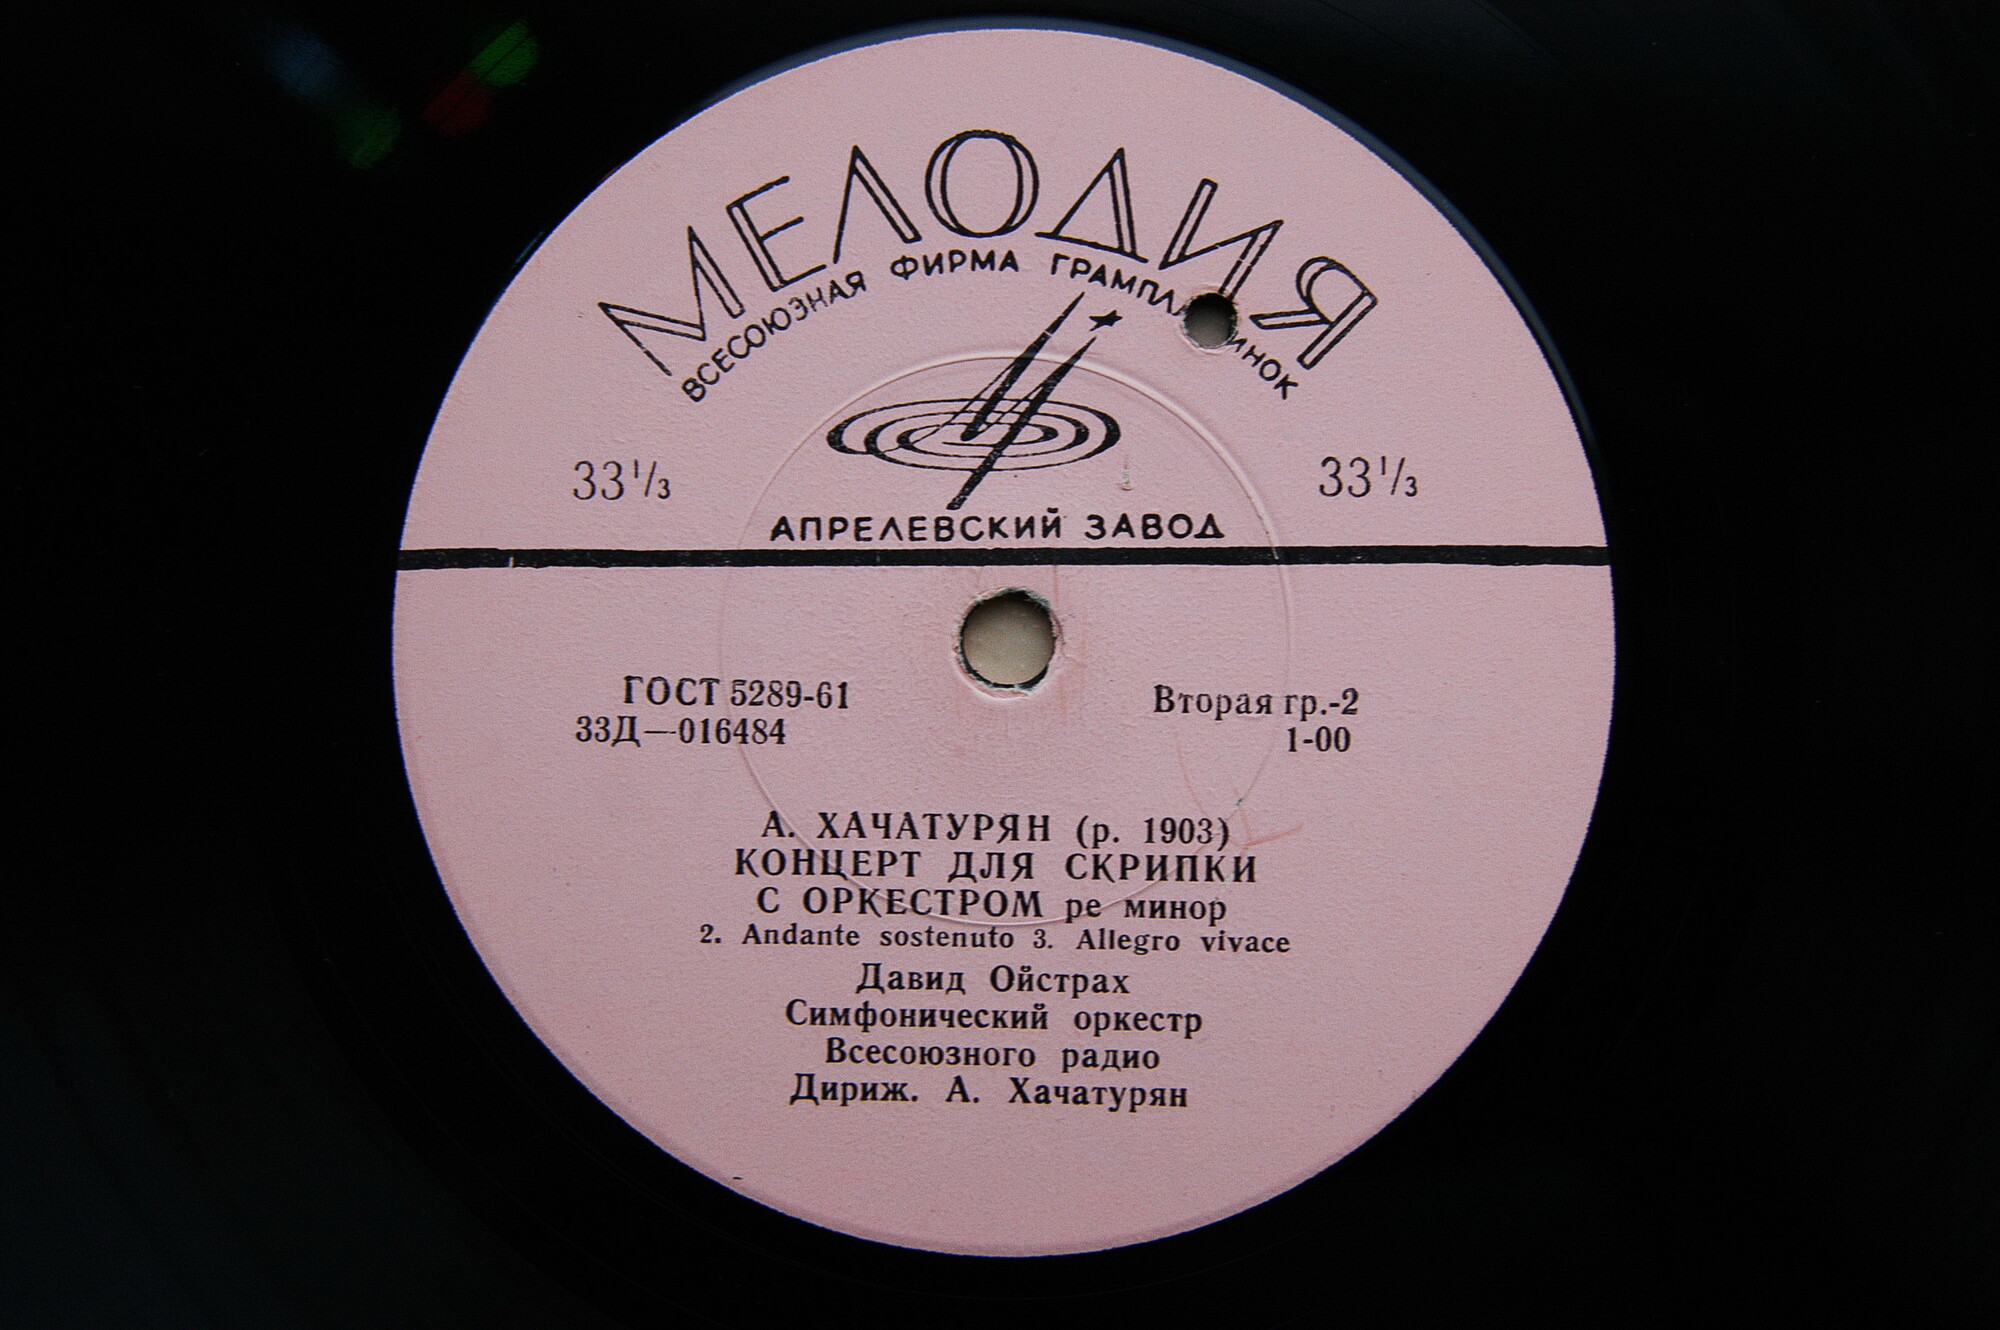 МЕЛОДИЯ
ВСЕСОЮЗНАЯ ФИРМА
33⅓ 33⅓
АПРЕЛЕВСКИЙ ЗАВОД
ГОСТ 5289-61 Вторая гр.-2
33Д—016484 1-00
А. ХАЧАТУРЯН (р. 1903)
КОНЦЕРТ ДЛЯ СКРИПКИ
С ОРКЕСТРОМ ре минор
2. Andante sostenuto 3. Allegro vivace
Давид Ойстрах
Симфонический оркестр
Всесоюзного радио
Дириж. А. Хачатурян